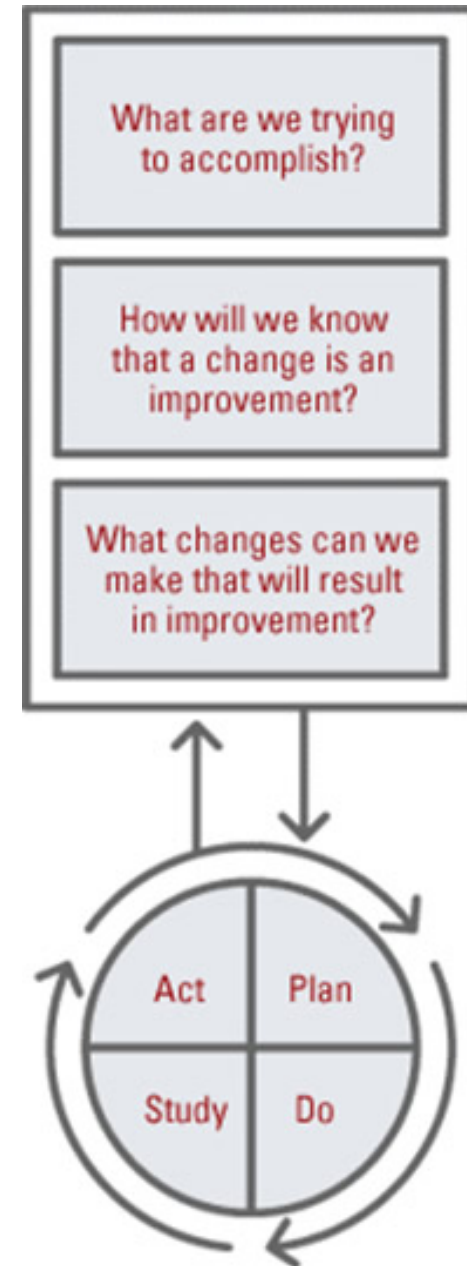 What are we trying
to accomplish?
How will we know
that a change is an
improvement?
What changes can we
make that will result
in improvement?
Act
Plan
Study
Do